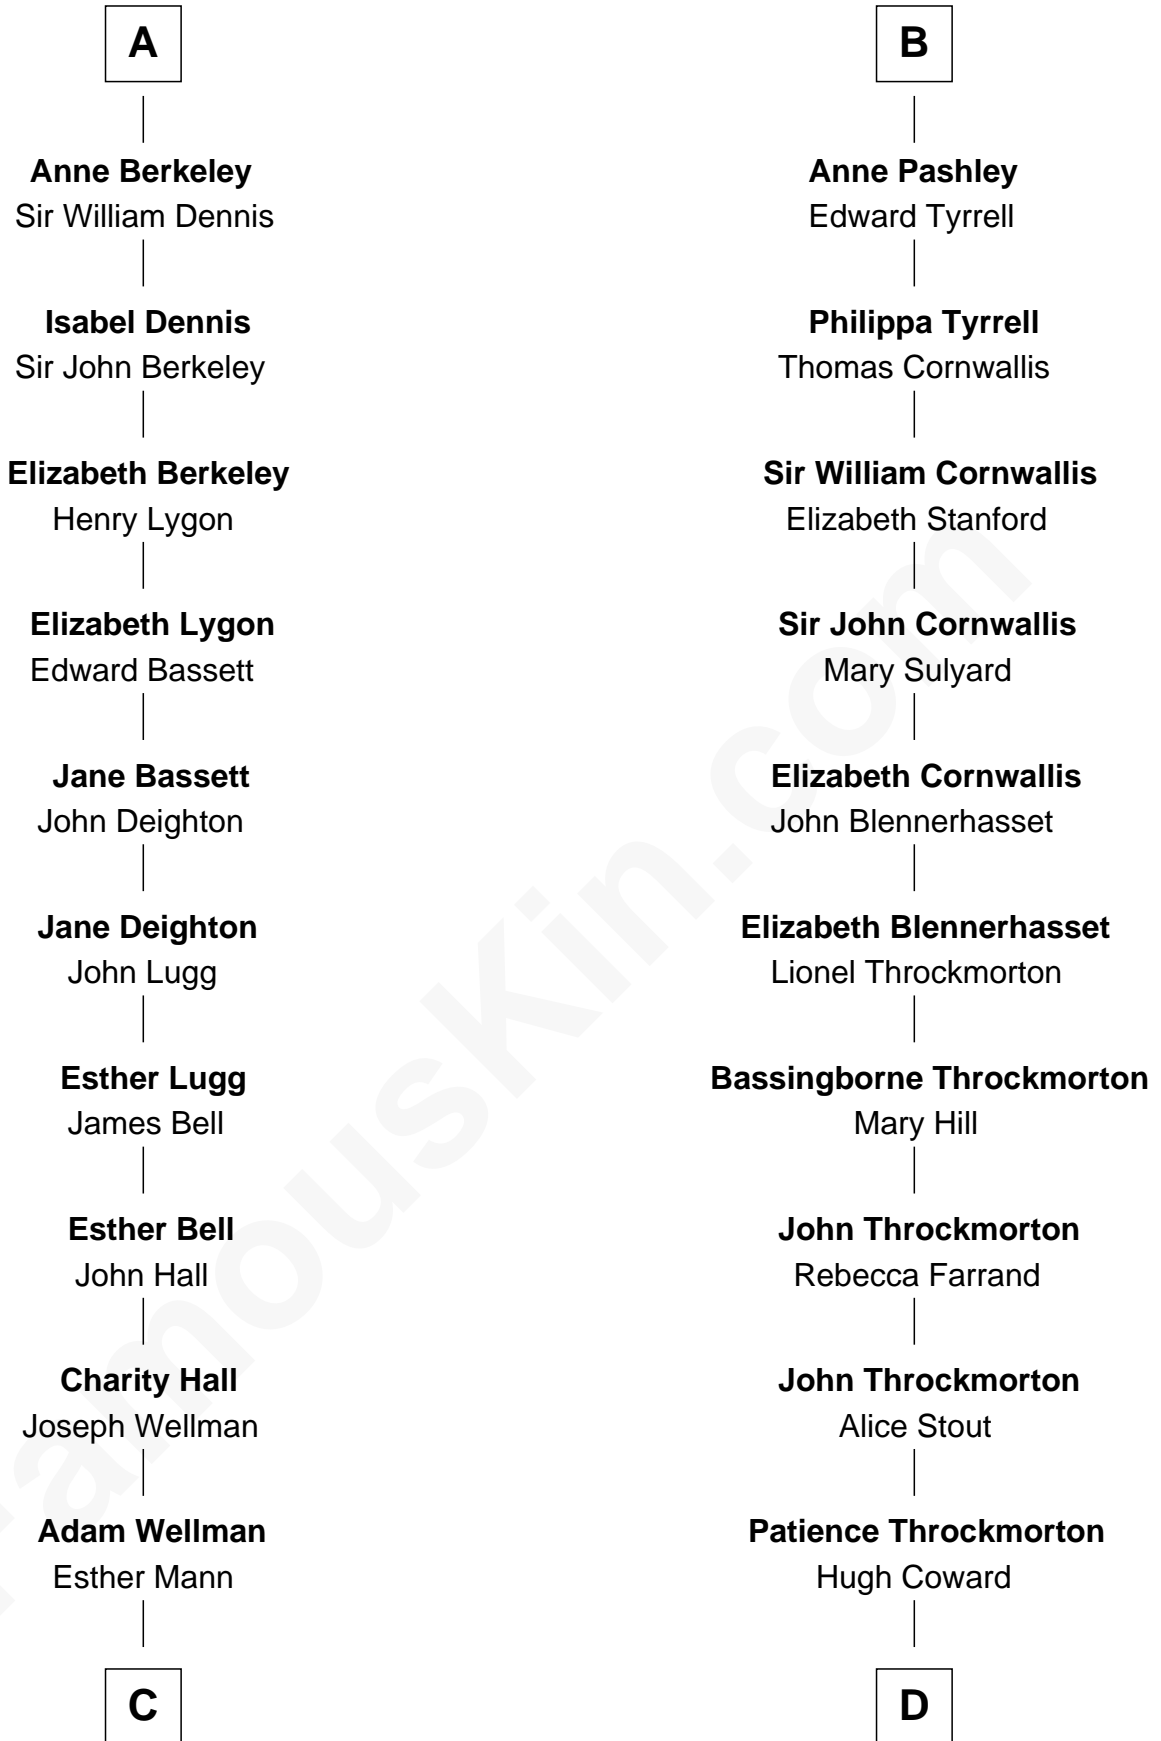 A
Anne Berkeley
Sir William Dennis
Isabel Dennis
Sir John Berkeley
Elizabeth Berkeley
Henry Lygon
Elizabeth Lygon
Edward Bassett
Jane Bassett
John Deighton
Jane Deighton
John Lugg
Esther Lugg
James Bell
Esther Bell
John Hall
Charity Hall
Joseph Wellman
Adam Wellman
Esther Mann
C
B
Anne Pashley
Edward Tyrrell
Philippa Tyrrell
Thomas Cornwallis
Sir William Cornwallis
Elizabeth Stanford
Sir John Cornwallis
Mary Sulyard
Elizabeth Cornwallis
John Blennerhasset
Elizabeth Blennerhasset
Lionel Throckmorton
Bassingborne Throckmorton
Mary Hill
John Throckmorton
Rebecca Farrand
John Throckmorton
Alice Stout
Patience Throckmorton
Hugh Coward
D
FamousKin.com